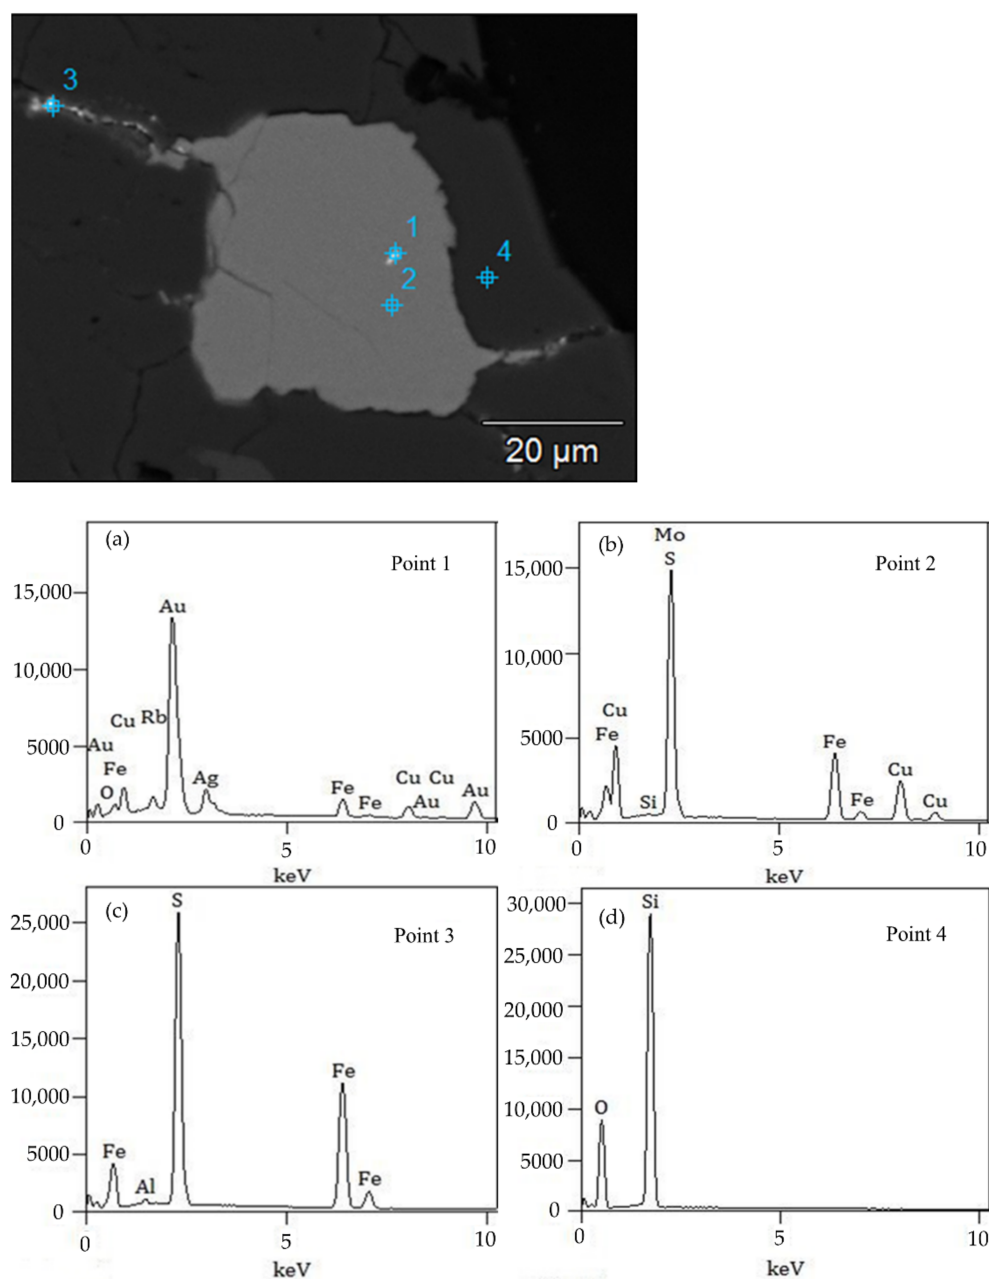 3
1
2
4
20 μm
(a)
Point 1
15,000
10,000
5000
0
Au
Cu
Rb
Au
Fe
O
Ag
Fe
Fe
Cu
Cu
Au
Au
0
5
10
keV
(b)
Point 2
15,000
10,000
5000
0
Mo
S
Cu
Fe
Si
Fe
Fe
Cu
Cu
0
5
10
keV
(c)
Point 3
25,000
20,000
15,000
10,000
5000
0
S
Fe
Al
Fe
Fe
0
5
10
keV
(d)
Point 4
30,000
25,000
20,000
15,000
10,000
5000
0
Si
O
0
5
10
keV